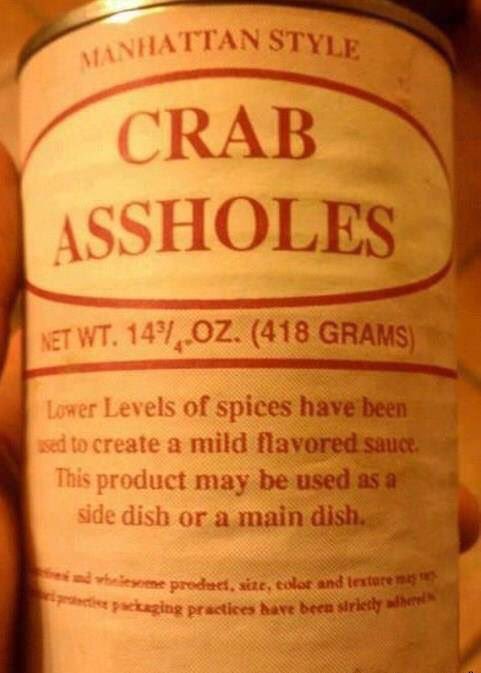 MANHATTAN STYLE
CRAB
ASSHOLES
NET WT. 14¾ OZ. (418 GRAMS)
Lower Levels of spices have been
used to create a mild flavored sauce.
This product may be used as a
side dish or a main dish.
and wholesome product, size, color and texture may vary.
protective packaging practices have been strictly adhered